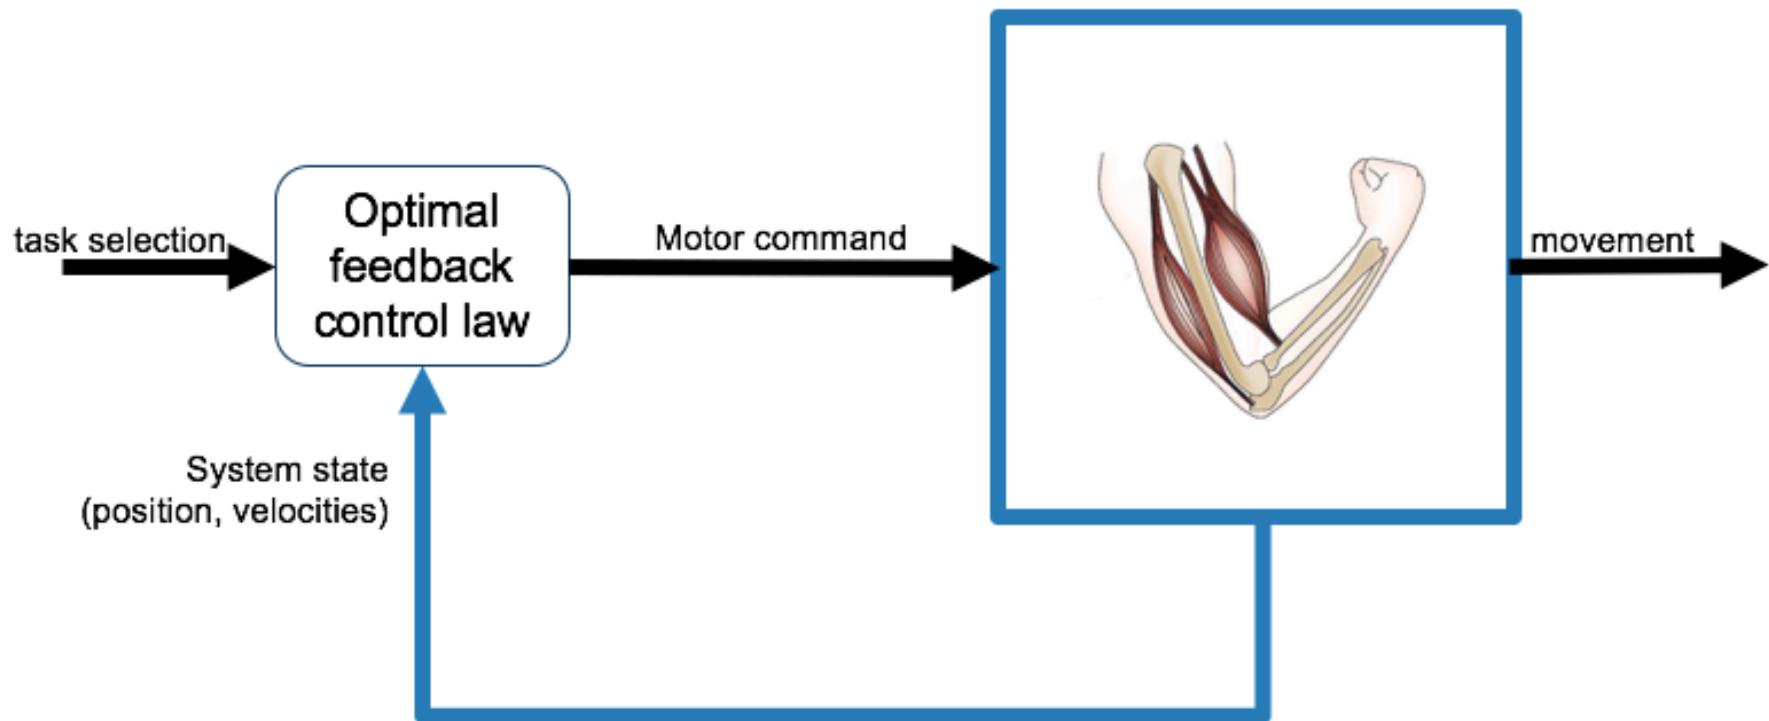 task selection
Optimal
feedback
control law
Motor command
movement
System state
(position, velocities)